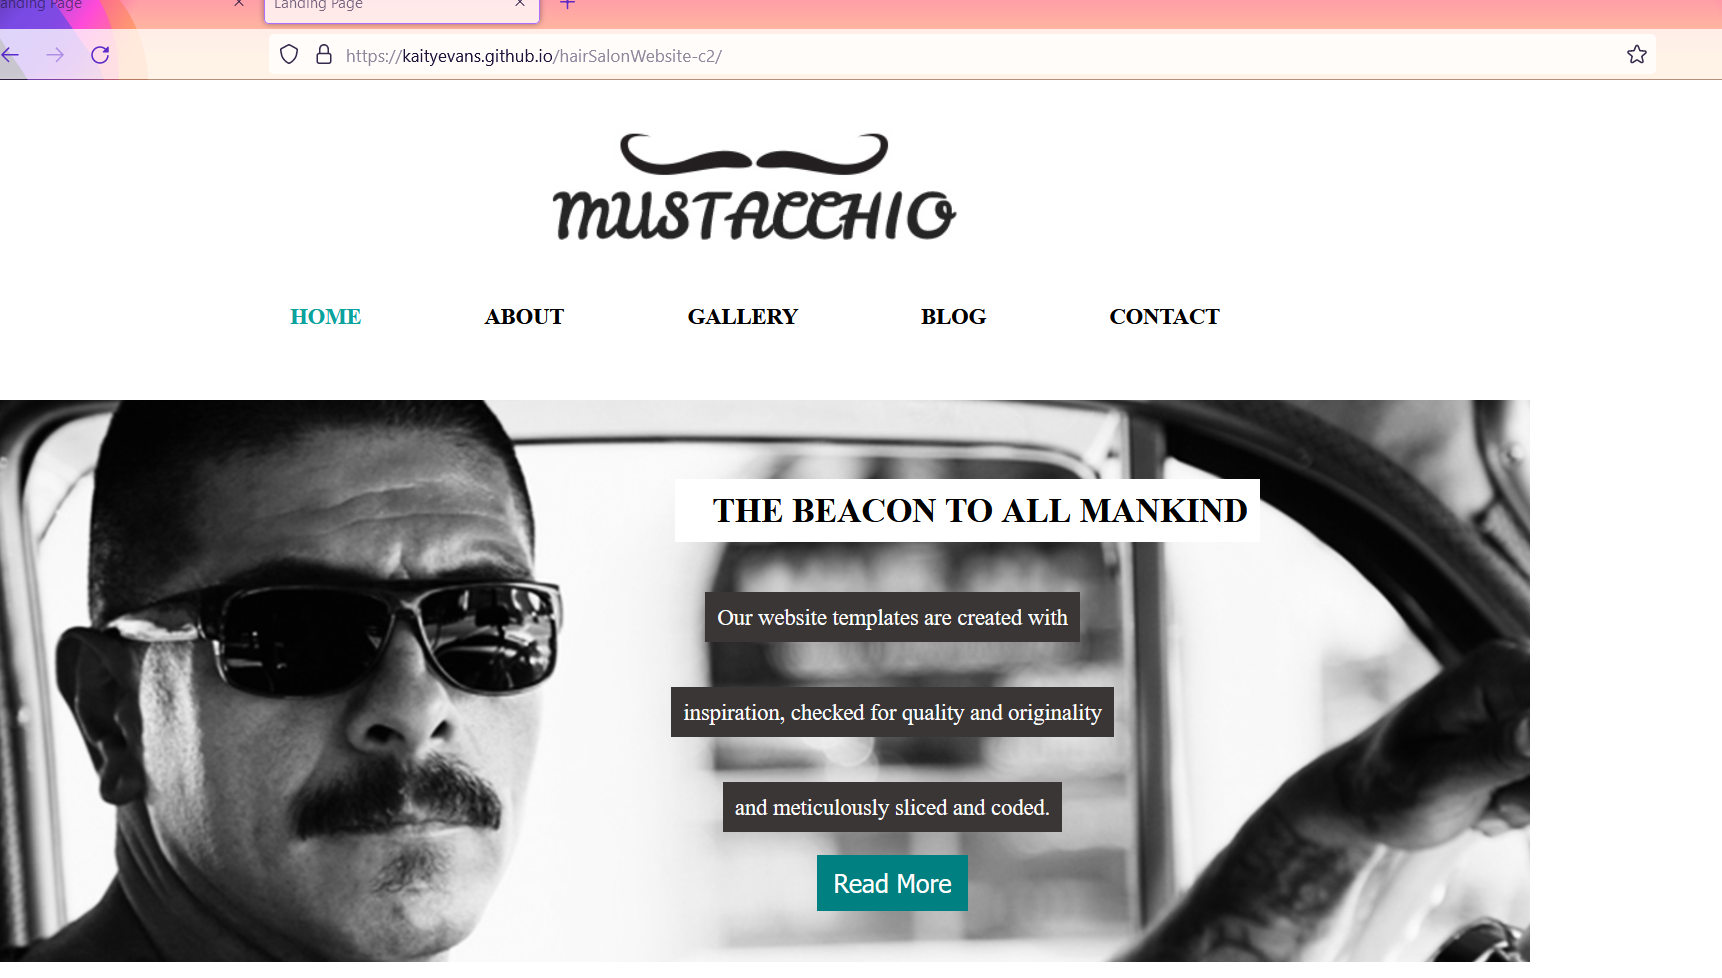 anding Page
Landing Page
https://kaityevans.github.io/hairSalonWebsite-c2/
MUSTACCHIO
HOME ABOUT GALLERY BLOG CONTACT
THE BEACON TO ALL MANKIND
Our website templates are created with
inspiration, checked for quality and originality
and meticulously sliced and coded.
Read More